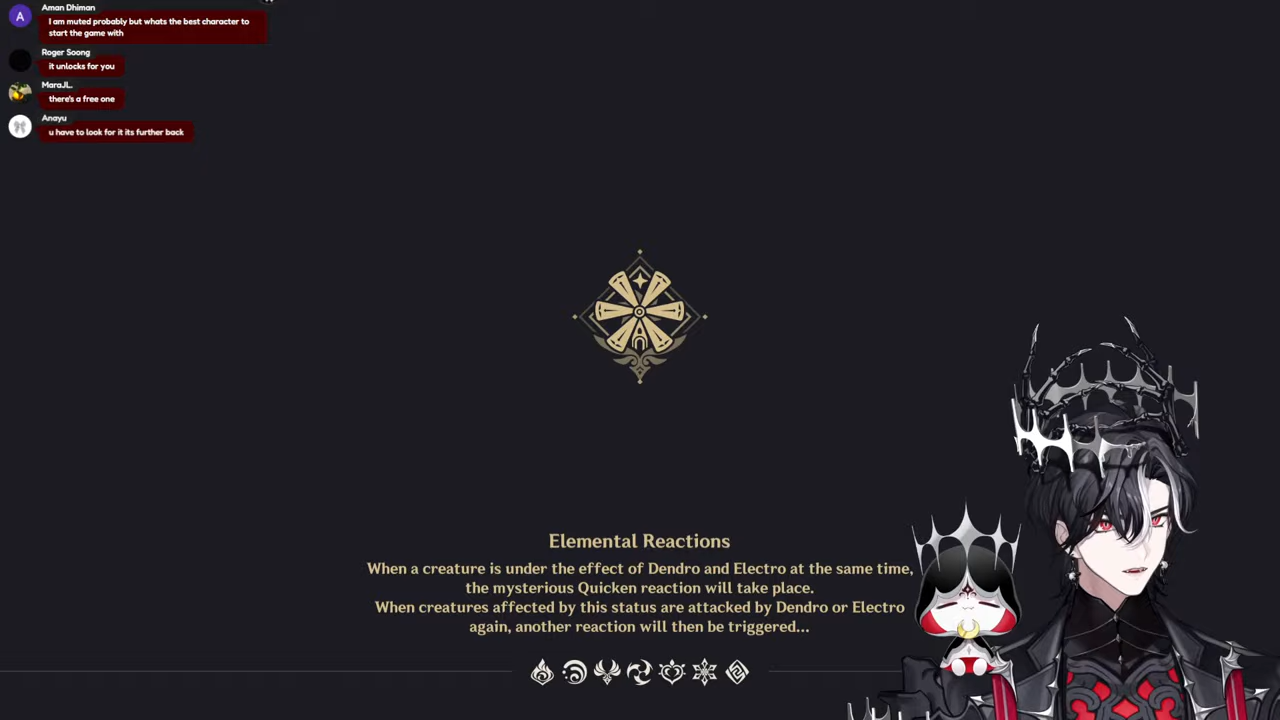 Aman Dhiman
I am muted probably but whats the best character to
start the game with
Roger Soong
it unlocks for you
MaraJL.
there's a free one
Anayu
u have to look for it its further back
Elemental Reactions
When a creature is under the effect of Dendro and Electro at the same time,
the mysterious Quicken reaction will take place.
When creatures affected by this status are attacked by Dendro or Electro
again, another reaction will then be triggered...